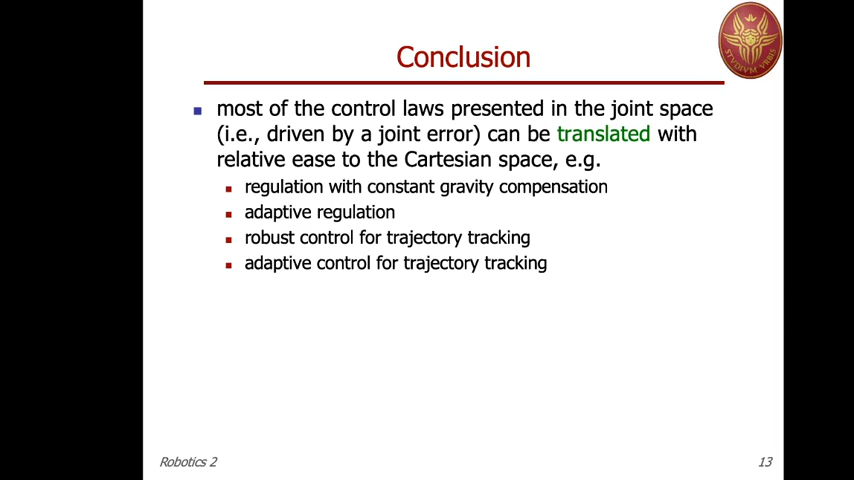 Conclusion
STVDIVM VRBIS
most of the control laws presented in the joint space
(i.e., driven by a joint error) can be translated with
relative ease to the Cartesian space, e.g.
regulation with constant gravity compensation
adaptive regulation
robust control for trajectory tracking
adaptive control for trajectory tracking
Robotics 2
13